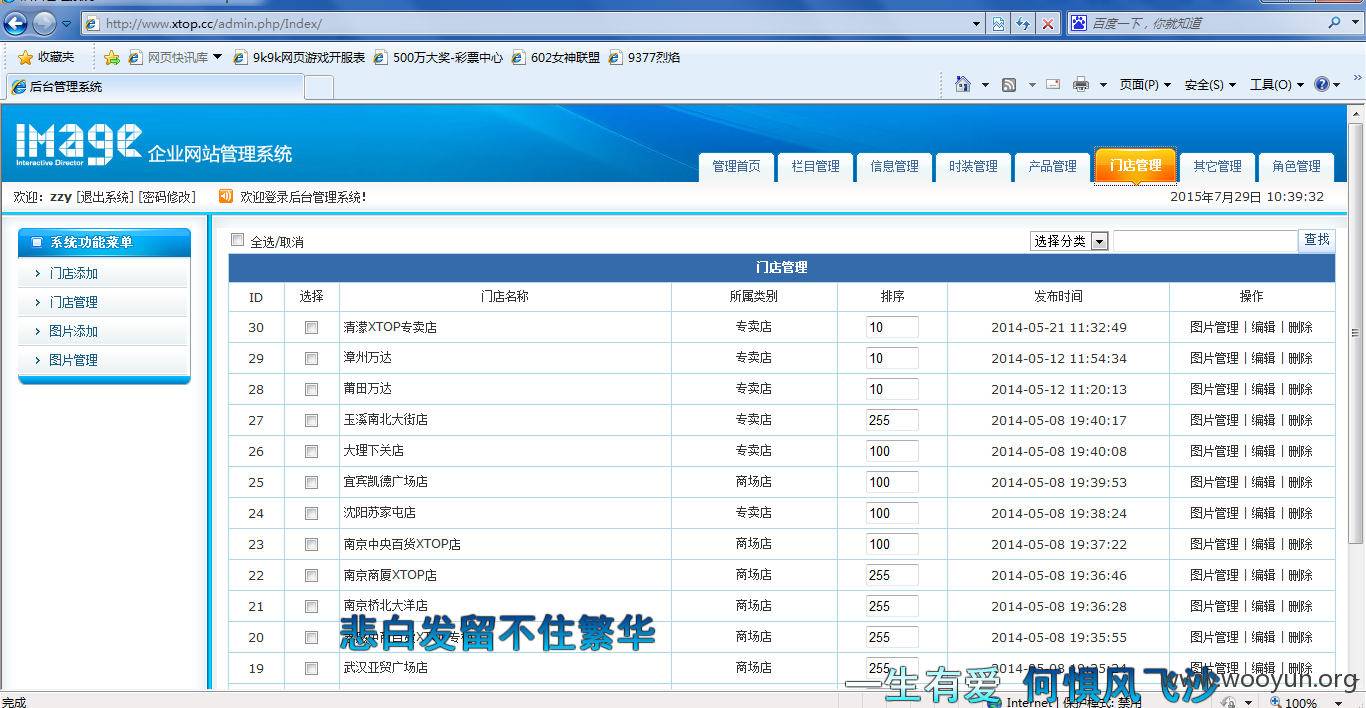 http://www.xtop.cc/admin.php/Index/
百度一下,你就知道
收藏夹 网页快讯库 9k9k网页游戏开服表 500万大奖-彩票中心 602女神联盟 9377烈焰
后台管理系统
页面(P) 安全(S) 工具(O)
image
Interactive Director
企业网站管理系统
管理首页 栏目管理 信息管理 时装管理 产品管理 门店管理 其它管理 角色管理
欢迎: zzy [退出系统] [密码修改] 欢迎登录后台管理系统! 2015年7月29日 10:39:32
系统功能菜单
门店添加
门店管理
图片添加
图片管理
全选/取消 选择分类 查找
门店管理
ID 选择 门店名称 所属类别 排序 发布时间 操作
30 清濛XTOP专卖店 专卖店 10 2014-05-21 11:32:49 图片管理 | 编辑 | 删除
29 漳州万达 专卖店 10 2014-05-12 11:54:34 图片管理 | 编辑 | 删除
28 莆田万达 专卖店 10 2014-05-12 11:20:13 图片管理 | 编辑 | 删除
27 玉溪南北大街店 专卖店 255 2014-05-08 19:40:17 图片管理 | 编辑 | 删除
26 大理下关店 专卖店 100 2014-05-08 19:40:08 图片管理 | 编辑 | 删除
25 宜宾凯德广场店 商场店 100 2014-05-08 19:39:53 图片管理 | 编辑 | 删除
24 沈阳苏家屯店 专卖店 100 2014-05-08 19:38:24 图片管理 | 编辑 | 删除
23 南京中央百货XTOP店 商场店 100 2014-05-08 19:37:22 图片管理 | 编辑 | 删除
22 南京商厦XTOP店 商场店 255 2014-05-08 19:36:46 图片管理 | 编辑 | 删除
21 南京桥北大洋店 商场店 255 2014-05-08 19:36:28 图片管理 | 编辑 | 删除
20 商场店 255 2014-05-08 19:35:55 图片管理 | 编辑 | 删除
悲白发留不住繁华
19 武汉亚贸广场店 商场店 255 2014-05-08 图片管理 | 编辑 | 删除
一生有爱 何惧风飞沙
www.wooyun.org
完成 Internet | 保护模式: 禁用 100%